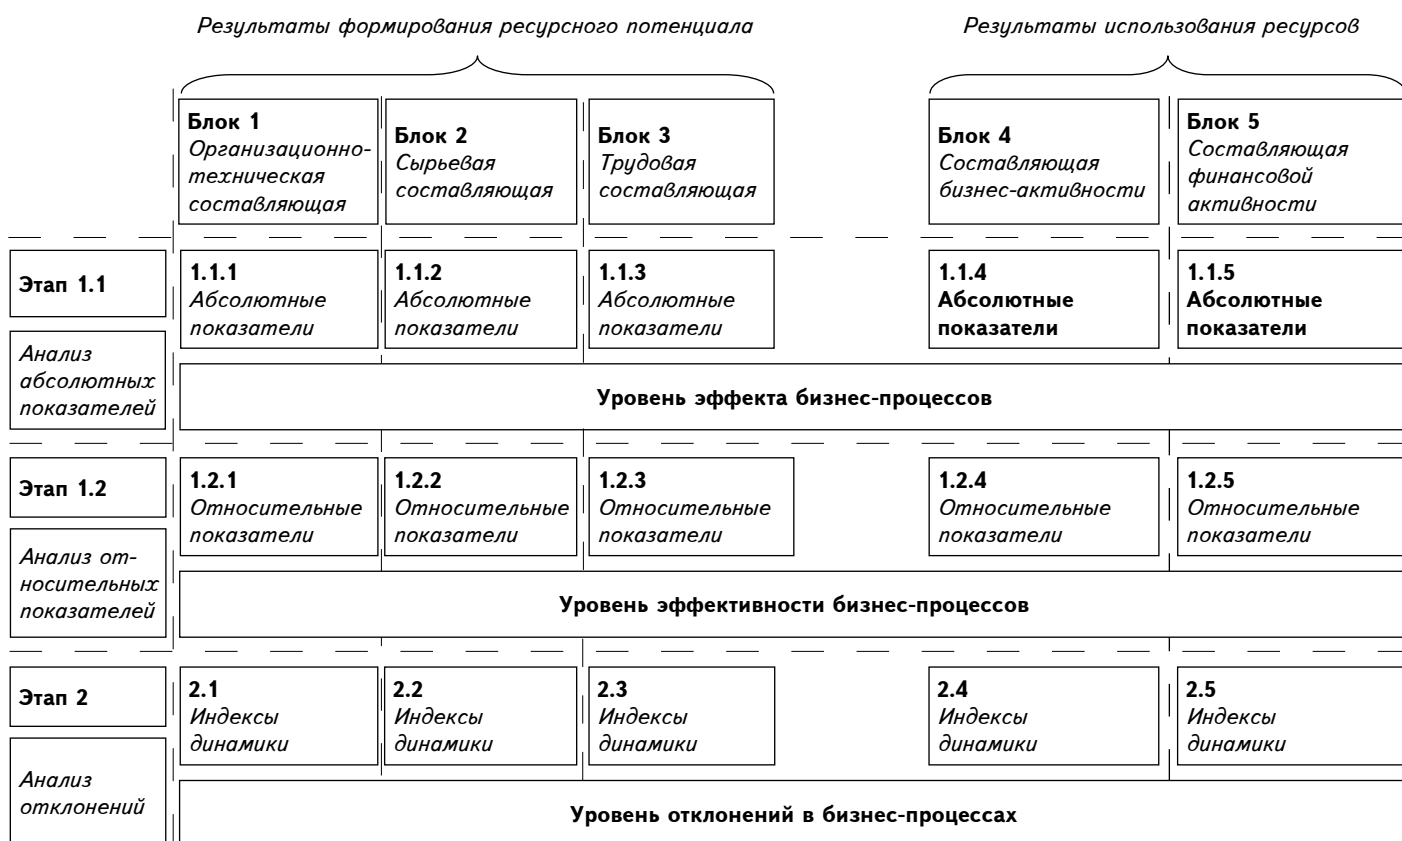 Результаты формирования ресурсного потенциала
Результаты использования ресурсов
Блок 1
Организационно-
техническая
составляющая
Блок 2
Сырьевая
составляющая
Блок 3
Трудовая
составляющая
Блок 4
Составляющая
бизнес-активности
Блок 5
Составляющая
финансовой
активности
Этап 1.1
Анализ
абсолютных
показателей
1.1.1
Абсолютные
показатели
1.1.2
Абсолютные
показатели
1.1.3
Абсолютные
показатели
1.1.4
Абсолютные
показатели
1.1.5
Абсолютные
показатели
Уровень эффекта бизнес-процессов
Этап 1.2
Анализ от-
носительных
показателей
1.2.1
Относительные
показатели
1.2.2
Относительные
показатели
1.2.3
Относительные
показатели
1.2.4
Относительные
показатели
1.2.5
Относительные
показатели
Уровень эффективности бизнес-процессов
Этап 2
Анализ
отклонений
2.1
Индексы
динамики
2.2
Индексы
динамики
2.3
Индексы
динамики
2.4
Индексы
динамики
2.5
Индексы
динамики
Уровень отклонений в бизнес-процессах